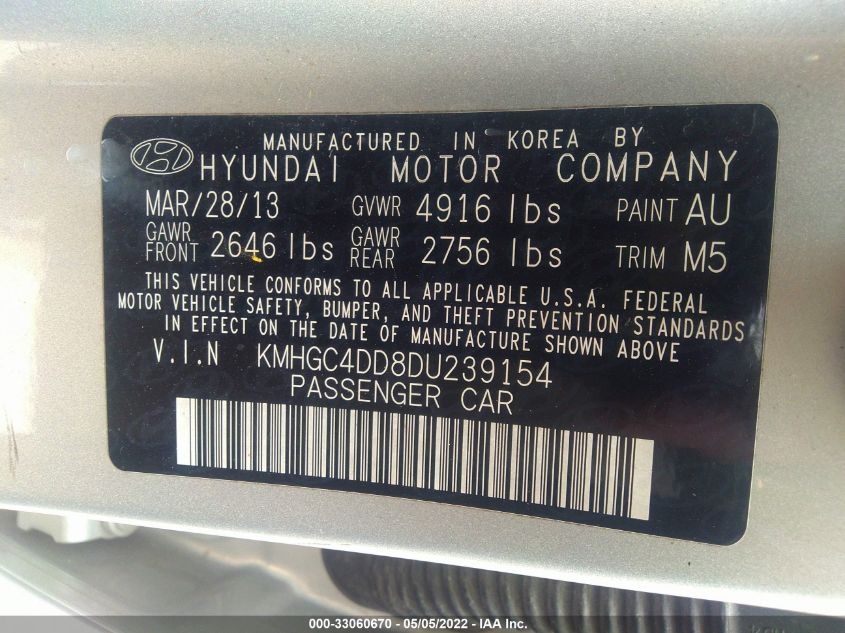 MANUFACTURED IN KOREA BY
HYUNDAI MOTOR COMPANY
MAR/28/13 GVWR 4916 lbs PAINT AU
GAWR FRONT 2646 lbs GAWR REAR 2756 lbs TRIM M5
THIS VEHICLE CONFORMS TO ALL APPLICABLE U.S.A. FEDERAL
MOTOR VEHICLE SAFETY, BUMPER, AND THEFT PREVENTION STANDARDS
IN EFFECT ON THE DATE OF MANUFACTURE SHOWN ABOVE
V.I.N KMHGC4DD8DU239154
PASSENGER CAR
000-33060670 - 05/05/2022 - IAA Inc.